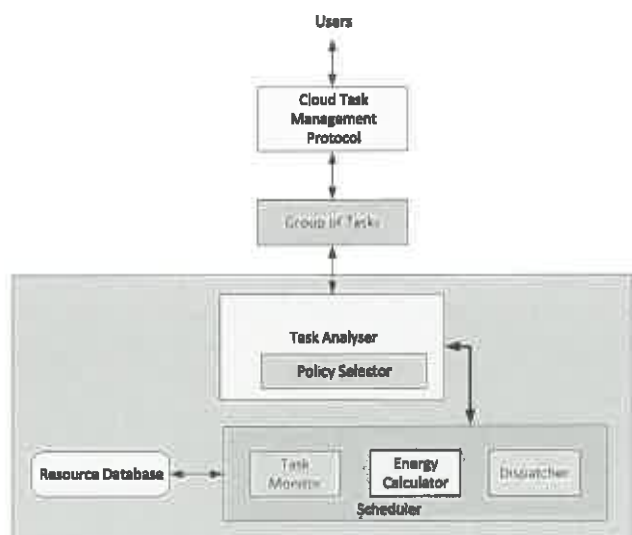 Users
Cloud Task
Management
Protocol
Group of Tasks
Task Analyser
Policy Selector
Resource Database
Task
Monitor
Energy
Calculator
Dispatcher
Scheduler